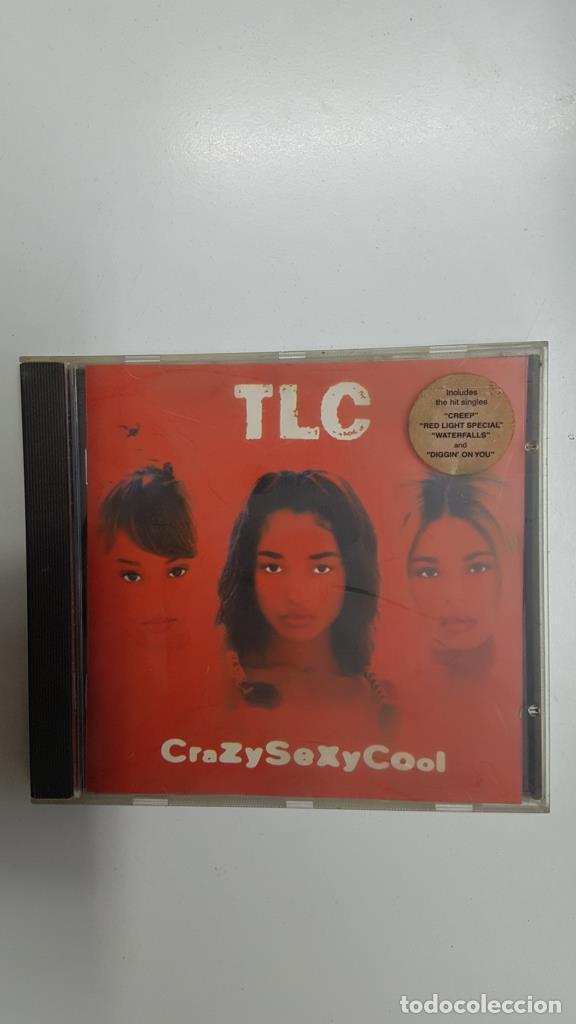 TLC
Includes
the hit singles
"CREEP"
"RED LIGHT SPECIAL"
"WATERFALLS"
and
"DIGGIN' ON YOU"
CraZySeXyCool
todocoleccion